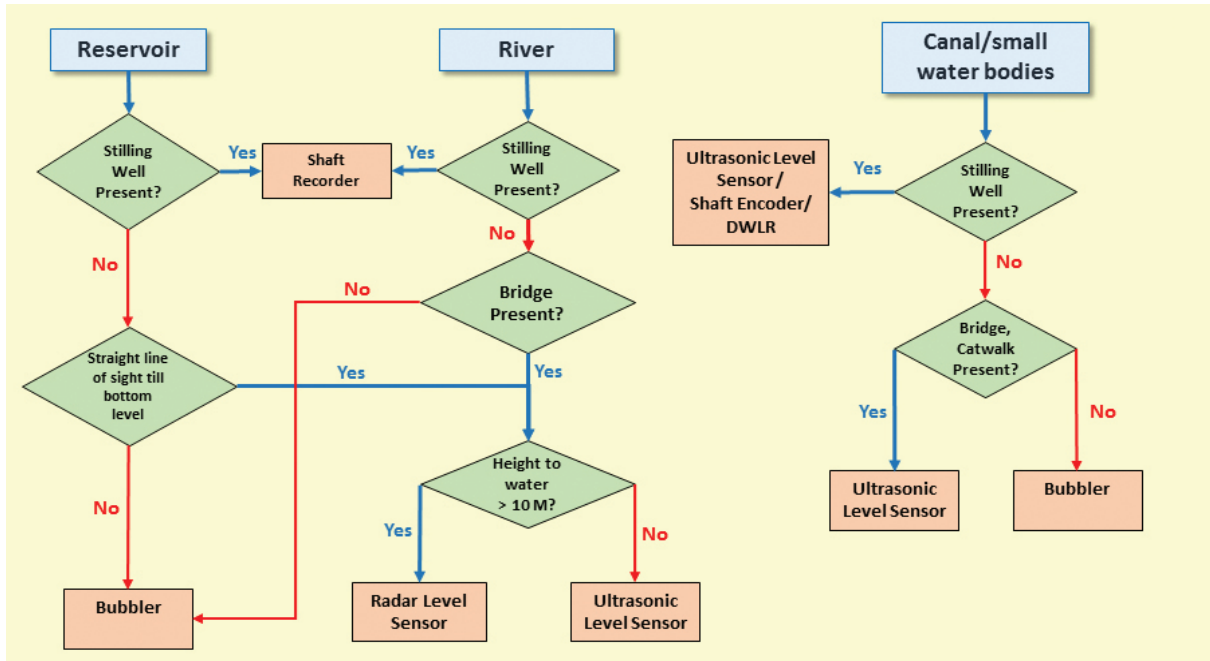 Reservoir
River
Canal/small
water bodies
Stilling
Well
Present?
Yes
Shaft
Recorder
Yes
Stilling
Well
Present?
Ultrasonic Level
Sensor /
Shaft Encoder/
DWLR
Yes
Stilling
Well
Present?
No
No
No
No
Bridge
Present?
Bridge,
Catwalk
Present?
Straight line
of sight till
bottom
level
Yes
Yes
Yes
No
Height to
water
> 10 M?
No
Yes
No
Ultrasonic
Level Sensor
Bubbler
Bubbler
Radar Level
Sensor
Ultrasonic
Level Sensor